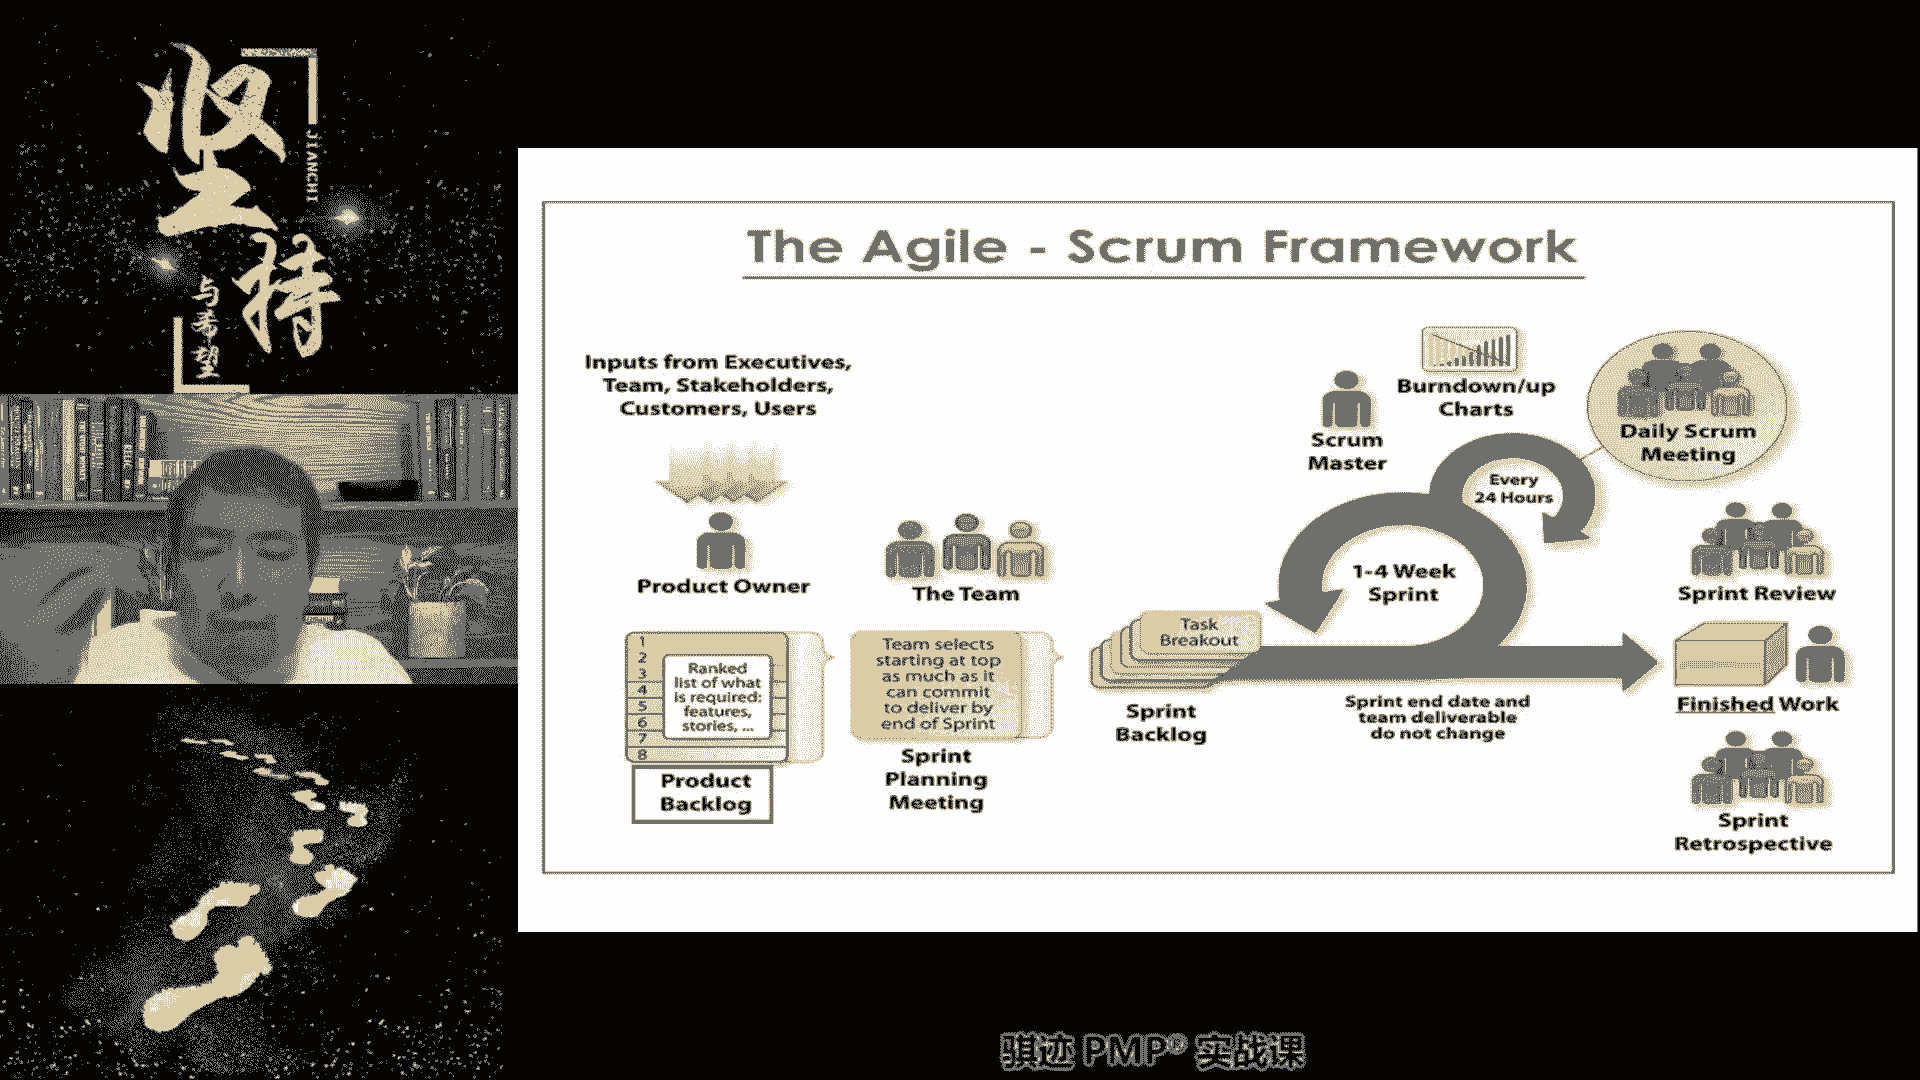 坚持
JIANCHI
与希望
The Agile - Scrum Framework
Inputs from Executives,
Team, Stakeholders,
Customers, Users
Product Owner
The Team
1
2
3
4
5
6
7
8
Ranked
list of what
is required:
features,
stories, ...
Product
Backlog
Team selects
starting at top
as much as it
can commit
to deliver by
end of Sprint
Sprint
Planning
Meeting
Task
Breakout
Sprint
Backlog
Scrum
Master
Burndown/up
Charts
Every
24 Hours
1-4 Week
Sprint
Daily Scrum
Meeting
Sprint end date and
team deliverable
do not change
Sprint Review
Finished Work
Sprint
Retrospective
骐迹 PMP® 实战课